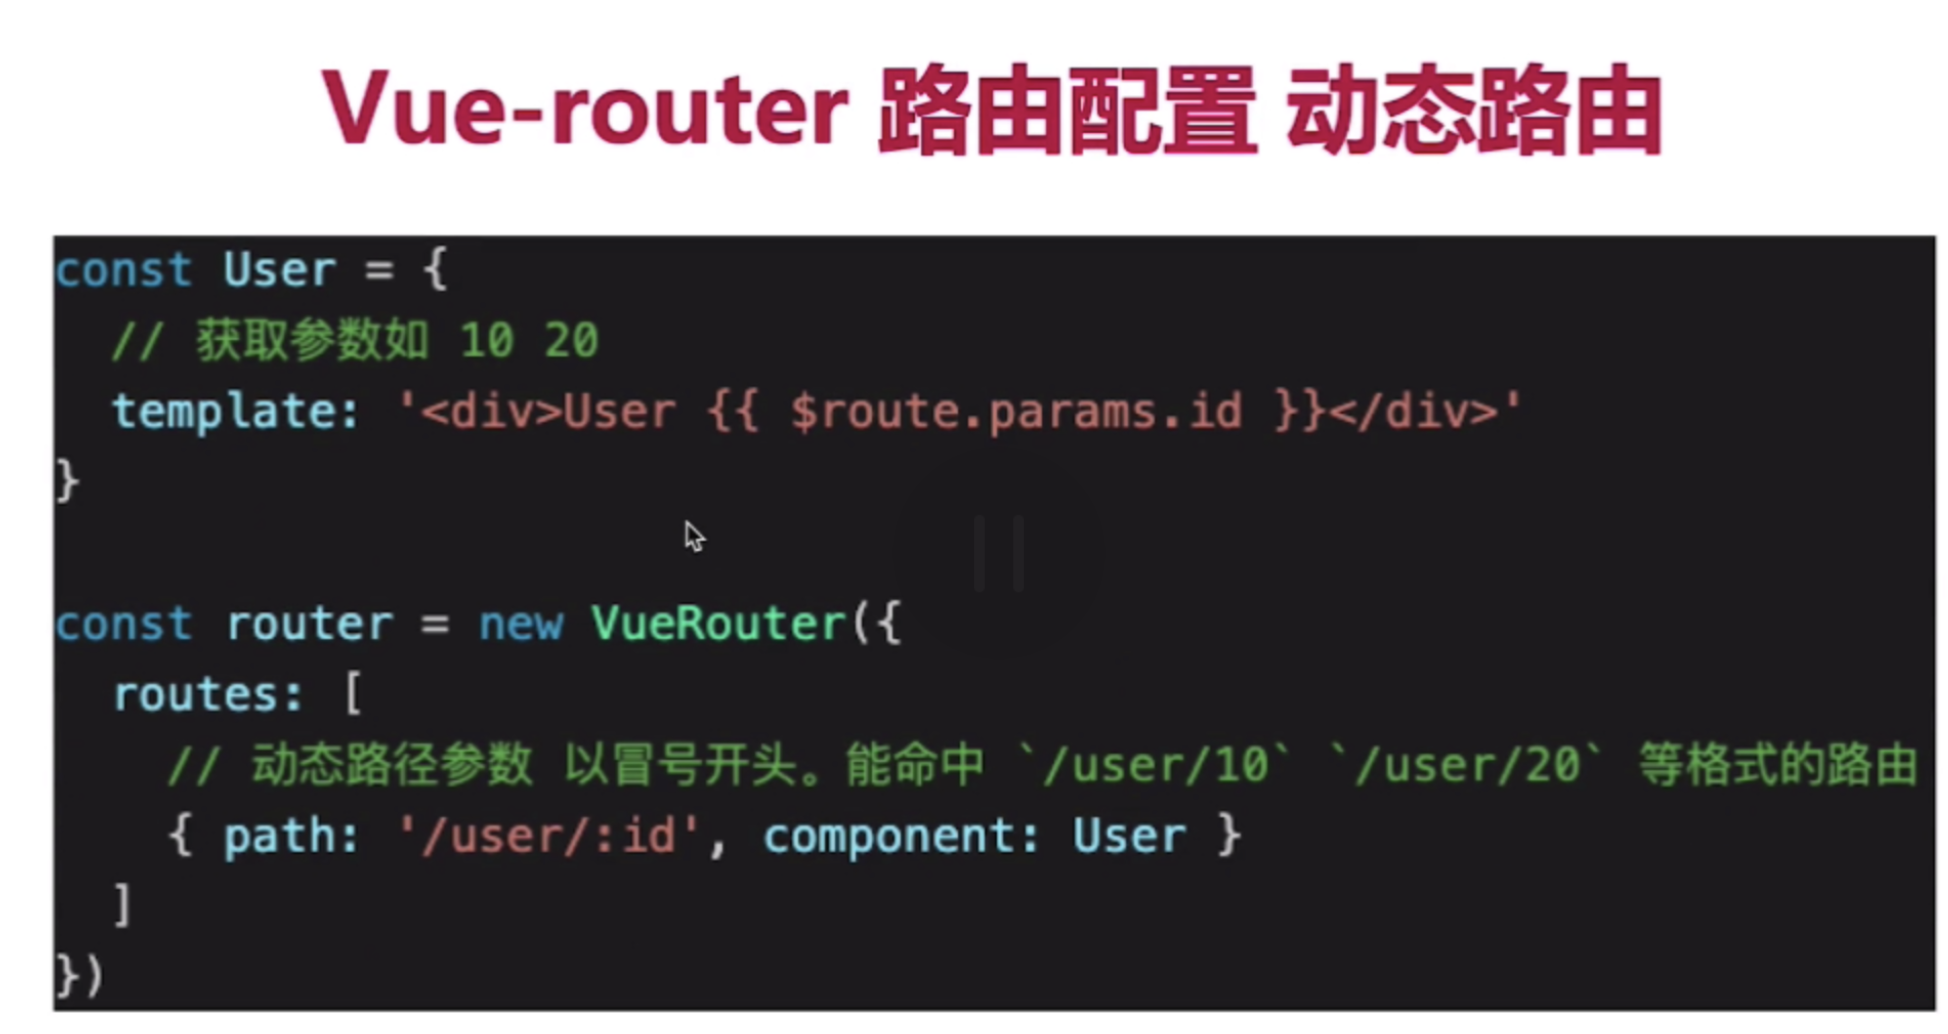 Vue-router 路由配置 动态路由
const User = {
  // 获取参数如 10 20
  template: '<div>User {{ $route.params.id }}</div>'
}
const router = new VueRouter({
  routes: [
    // 动态路径参数 以冒号开头。能命中 `/user/10` `/user/20` 等格式的路由
    { path: '/user/:id', component: User }
  ]
})